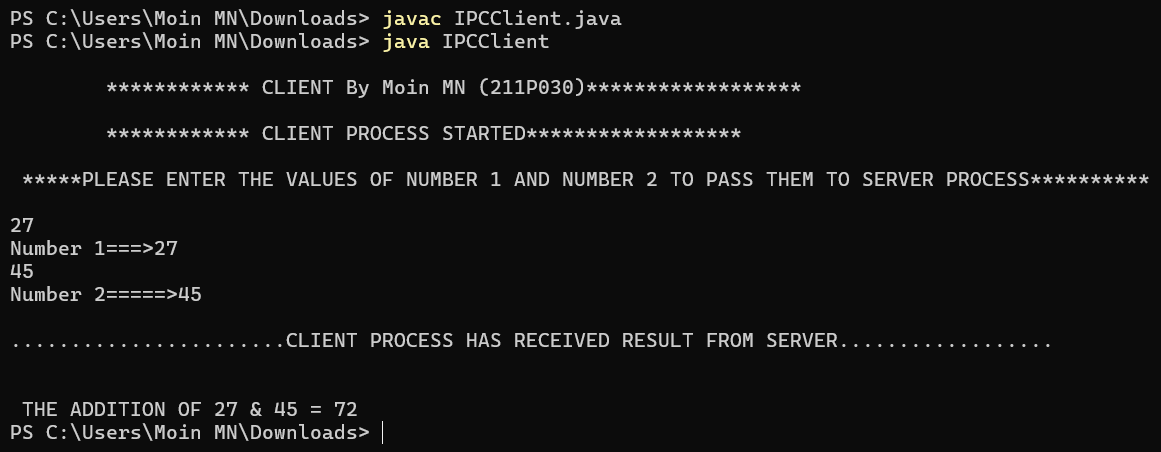 PS C:\Users\Moin MN\Downloads> javac IPCClient.java
PS C:\Users\Moin MN\Downloads> java IPCClient
************ CLIENT By Moin MN (211P030)******************
************ CLIENT PROCESS STARTED******************
*****PLEASE ENTER THE VALUES OF NUMBER 1 AND NUMBER 2 TO PASS THEM TO SERVER PROCESS**********
27
Number 1===>27
45
Number 2=====>45
.......................CLIENT PROCESS HAS RECEIVED RESULT FROM SERVER..................
THE ADDITION OF 27 & 45 = 72
PS C:\Users\Moin MN\Downloads>